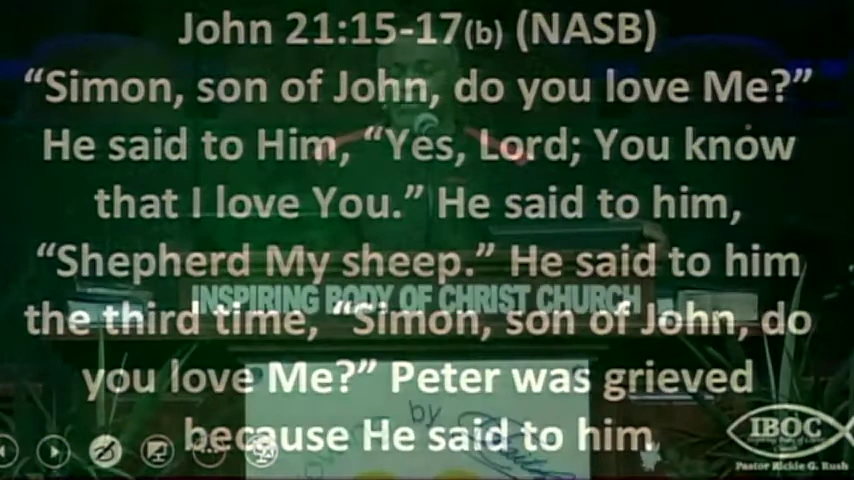 John 21:15-17(b) (NASB)
“Simon, son of John, do you love Me?”
He said to Him, “Yes, Lord; You know
that I love You.” He said to him,
“Shepherd My sheep.” He said to him
INSPIRING BODY OF CHRIST CHURCH
the third time, “Simon, son of John, do
you love Me?” Peter was grieved
by
because He said to him
IBOC
Pastor Rickie G. Rush